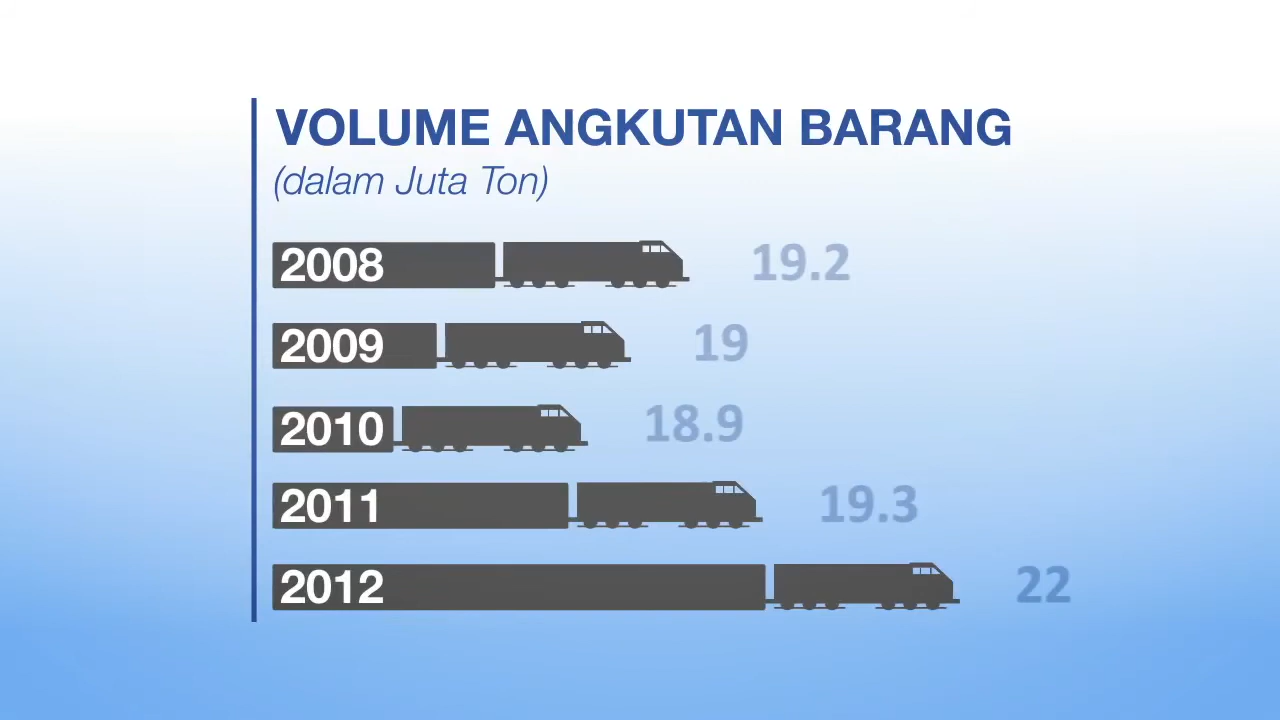 VOLUME ANGKUTAN BARANG
(dalam Juta Ton)
2008 19.2
2009 19
2010 18.9
2011 19.3
2012 22